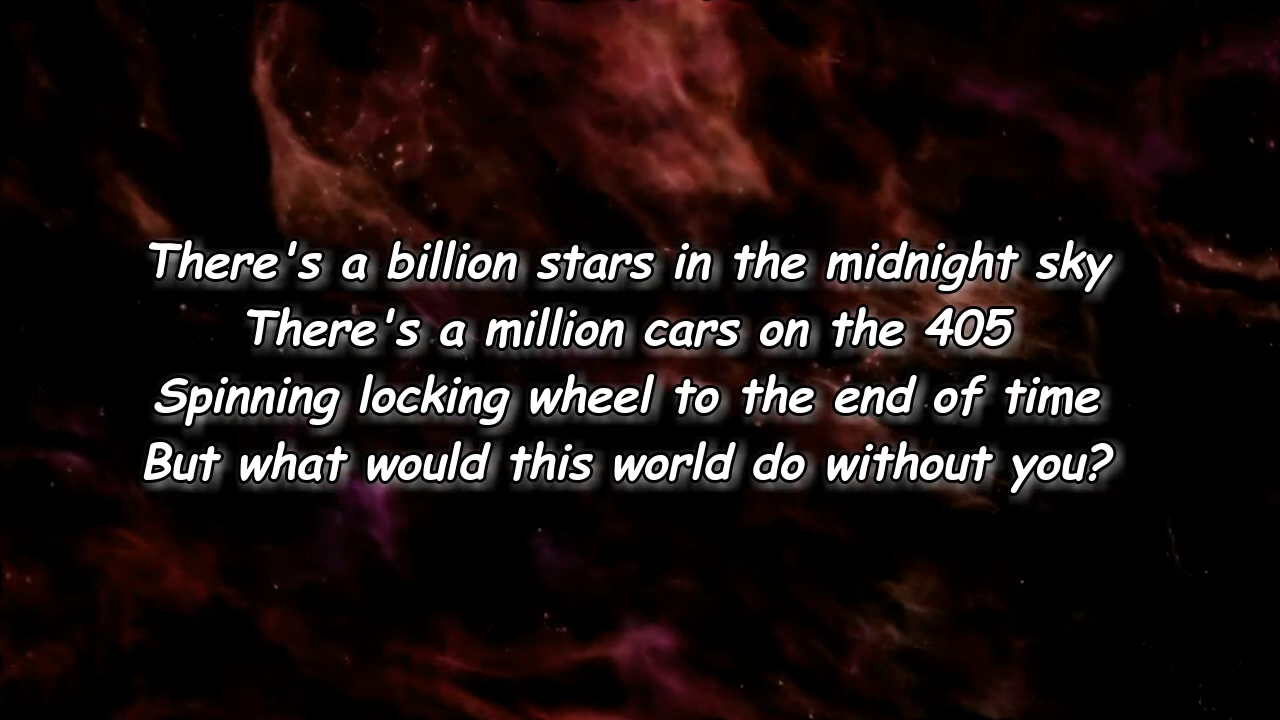 There's a billion stars in the midnight sky
There's a million cars on the 405
Spinning locking wheel to the end of time
But what would this world do without you?